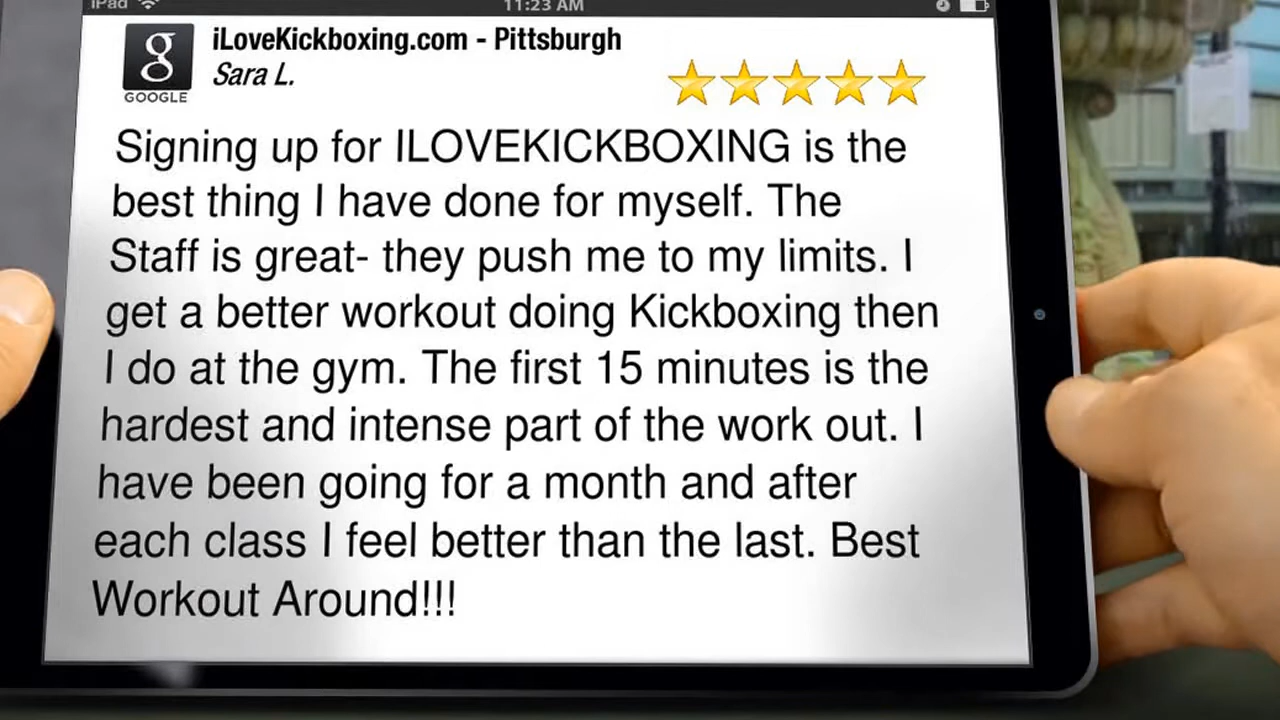 iPad 11:23 AM
g iLoveKickboxing.com - Pittsburgh
GOOGLE Sara L.
Signing up for ILOVEKICKBOXING is the
best thing I have done for myself. The
Staff is great- they push me to my limits. I
get a better workout doing Kickboxing then
I do at the gym. The first 15 minutes is the
hardest and intense part of the work out. I
have been going for a month and after
each class I feel better than the last. Best
Workout Around!!!